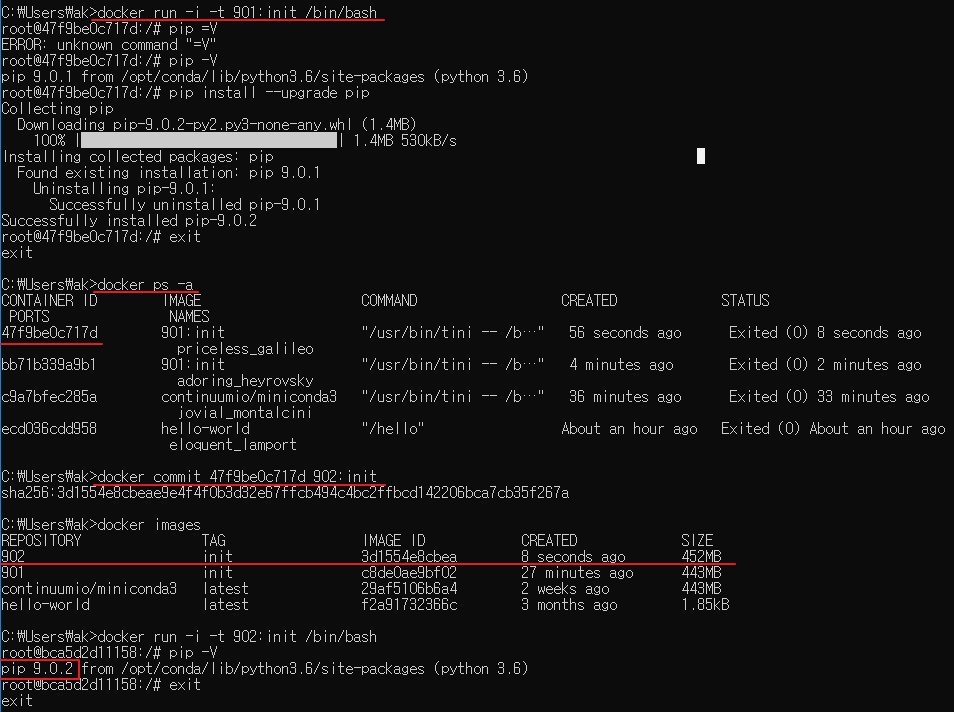 C:₩Users₩ak>docker run -i -t 901:init /bin/bash
root@47f9be0c717d:/# pip =V
ERROR: unknown command "=V"
root@47f9be0c717d:/# pip -V
pip 9.0.1 from /opt/conda/lib/python3.6/site-packages (python 3.6)
root@47f9be0c717d:/# pip install --upgrade pip
Collecting pip
  Downloading pip-9.0.2-py2.py3-none-any.whl (1.4MB)
    100% |████████████████████████████████| 1.4MB 530kB/s
Installing collected packages: pip
  Found existing installation: pip 9.0.1
    Uninstalling pip-9.0.1:
      Successfully uninstalled pip-9.0.1
Successfully installed pip-9.0.2
root@47f9be0c717d:/# exit
exit
C:₩Users₩ak>docker ps -a
CONTAINER ID        IMAGE                    COMMAND                  CREATED             STATUS
 PORTS               NAMES
47f9be0c717d        901:init                 "/usr/bin/tini -- /b…"   56 seconds ago      Exited (0) 8 seconds ago
                      priceless_galileo
bb71b339a9b1        901:init                 "/usr/bin/tini -- /b…"   4 minutes ago       Exited (0) 2 minutes ago
                      adoring_heyrovsky
c9a7bfec285a        continuumio/miniconda3   "/usr/bin/tini -- /b…"   36 minutes ago      Exited (0) 33 minutes ago
                      jovial_montalcini
ecd036cdd958        hello-world              "/hello"                 About an hour ago   Exited (0) About an hour ago
                     eloquent_lamport
C:₩Users₩ak>docker commit 47f9be0c717d 902:init
sha256:3d1554e8cbeae9e4f4f0b3d32e67ffcb494c4bc2ffbcd142206bca7cb35f267a
C:₩Users₩ak>docker images
REPOSITORY               TAG                 IMAGE ID            CREATED             SIZE
902                      init                3d1554e8cbea        8 seconds ago       452MB
901                      init                c8de0ae9bf02        27 minutes ago      443MB
continuumio/miniconda3   latest              29af5106b6a4        2 weeks ago         443MB
hello-world              latest              f2a91732366c        3 months ago        1.85kB
C:₩Users₩ak>docker run -i -t 902:init /bin/bash
root@bca5d2d11158:/# pip -V
pip 9.0.2 from /opt/conda/lib/python3.6/site-packages (python 3.6)
root@bca5d2d11158:/# exit
exit